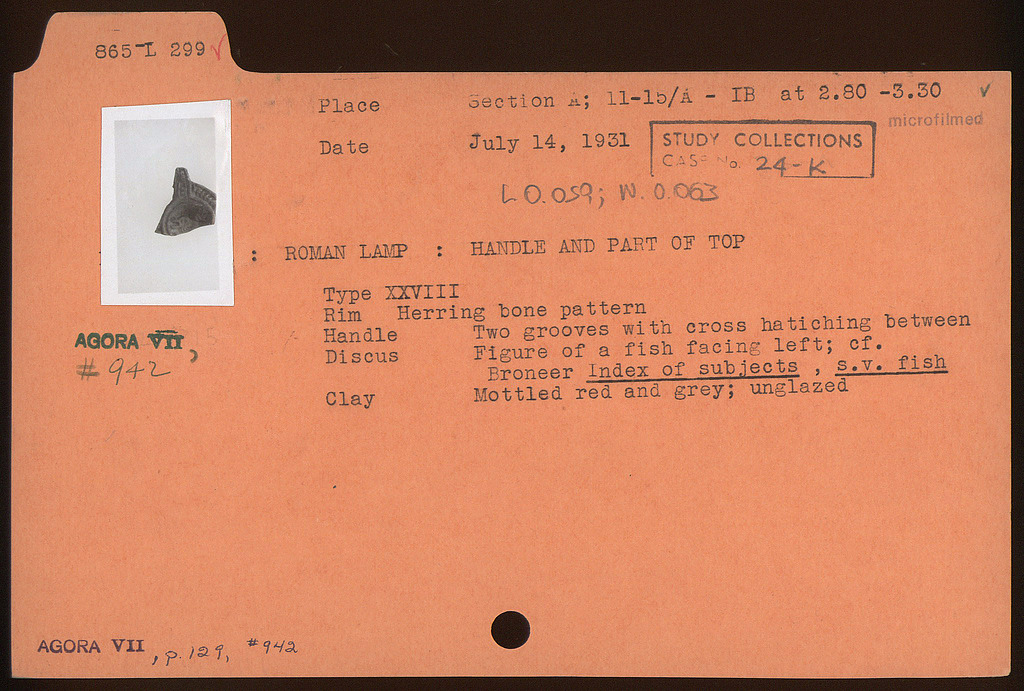 865-L 299 ✓
Place Section A; 11-15/A - IB at 2.80 -3.30 ✓
microfilmed
Date July 14, 1931
STUDY COLLECTIONS
CASE No. 24-K
L 0.059; W. 0.063
: ROMAN LAMP : HANDLE AND PART OF TOP
Type XXVIII
Rim Herring bone pattern
Handle Two grooves with cross hatiching between
Discus Figure of a fish facing left; cf.
Broneer Index of subjects , s.v. fish
Clay Mottled red and grey; unglazed
AGORA VII,
# 942
AGORA VII, p. 129, #942